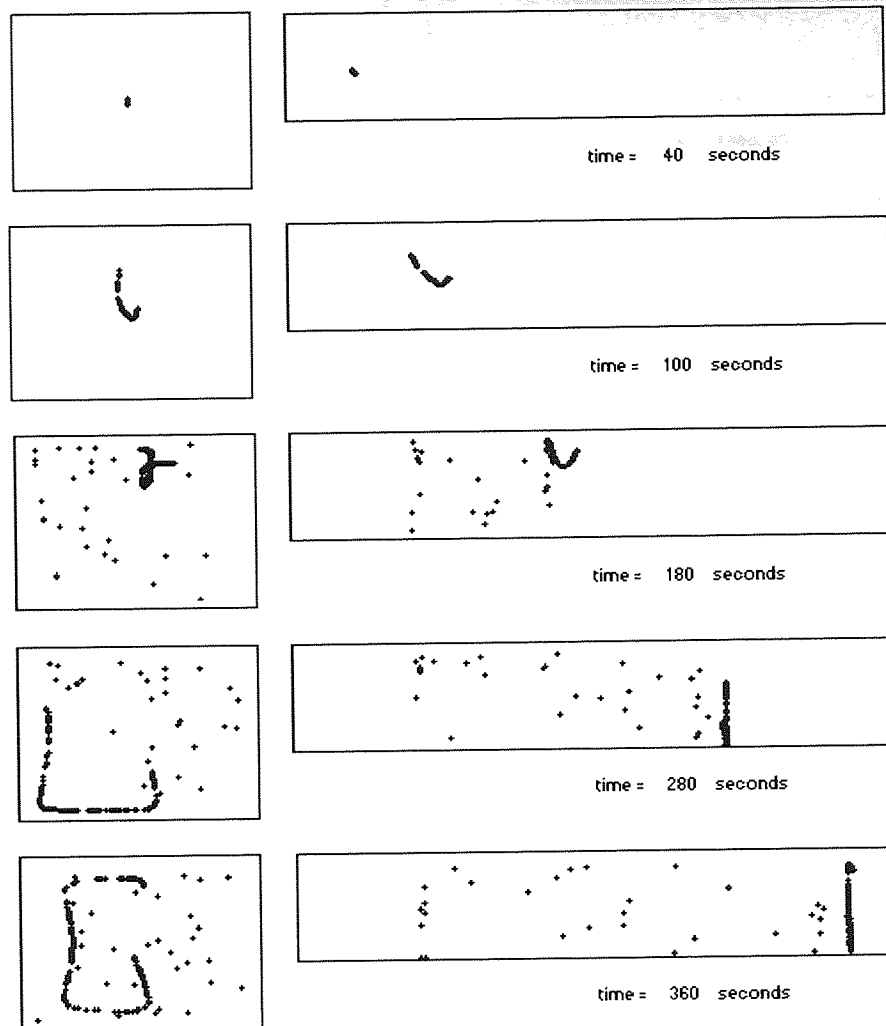 time = 40 seconds
time = 100 seconds
time = 180 seconds
time = 280 seconds
time = 360 seconds